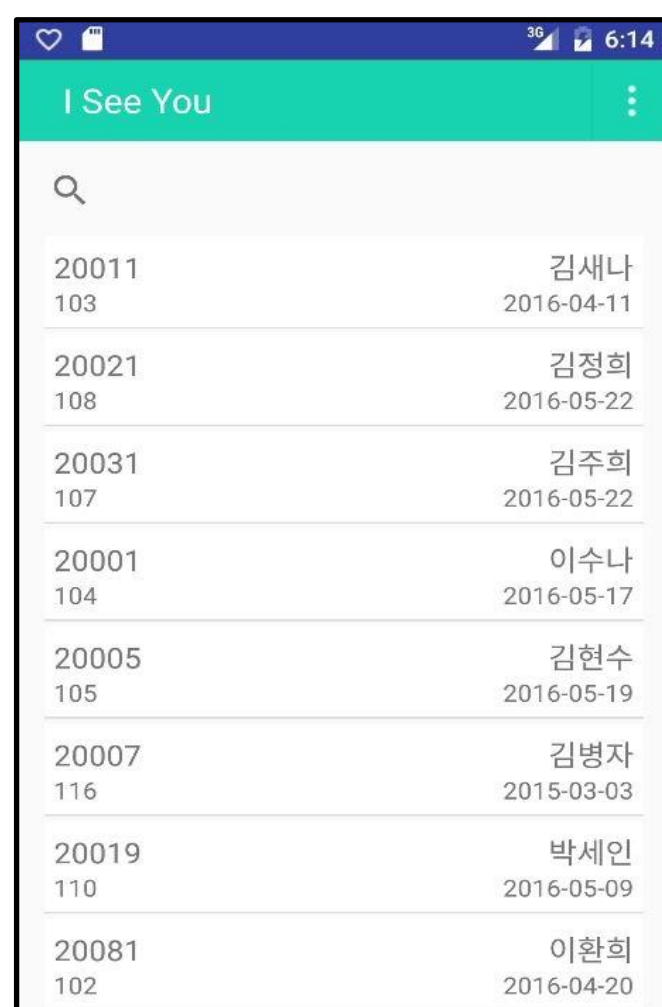 3G 6:14
I See You
20011 김새나
103 2016-04-11
20021 김정희
108 2016-05-22
20031 김주희
107 2016-05-22
20001 이수나
104 2016-05-17
20005 김현수
105 2016-05-19
20007 김병자
116 2015-03-03
20019 박세인
110 2016-05-09
20081 이환희
102 2016-04-20